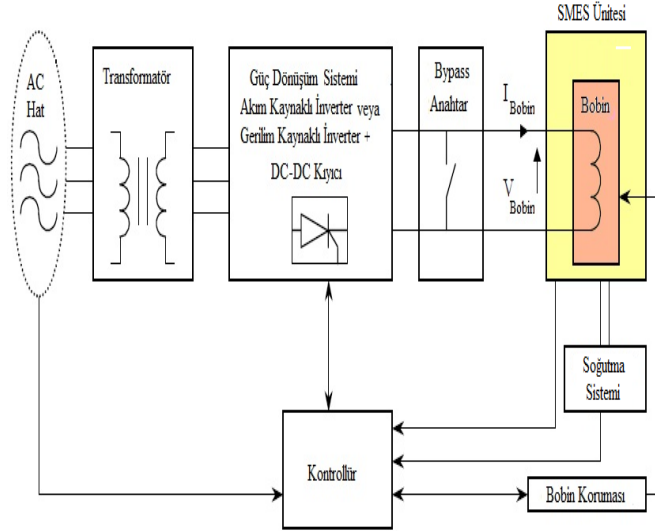 SMES Ünitesi
AC
Hat
Transformatör
Güç Dönüşüm Sistemi
Akım Kaynaklı İnverter veya
Gerilim Kaynaklı İnverter +
DC-DC Kıyıcı
Bypass
Anahtar
I Bobin
V Bobin
Bobin
Soğutma
Sistemi
Kontrollür
Bobin Koruması